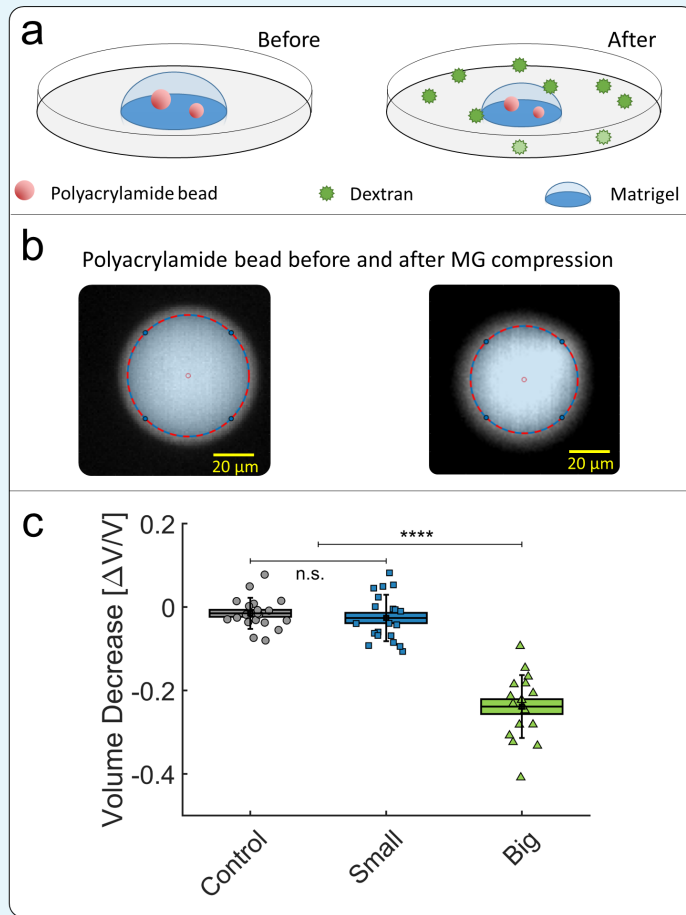 a
Before
After
Polyacrylamide bead
Dextran
Matrigel
b
Polyacrylamide bead before and after MG compression
20 µm
20 µm
c
Volume Decrease [ΔV/V]
0.2
0
-0.2
-0.4
n.s.
****
Control
Small
Big